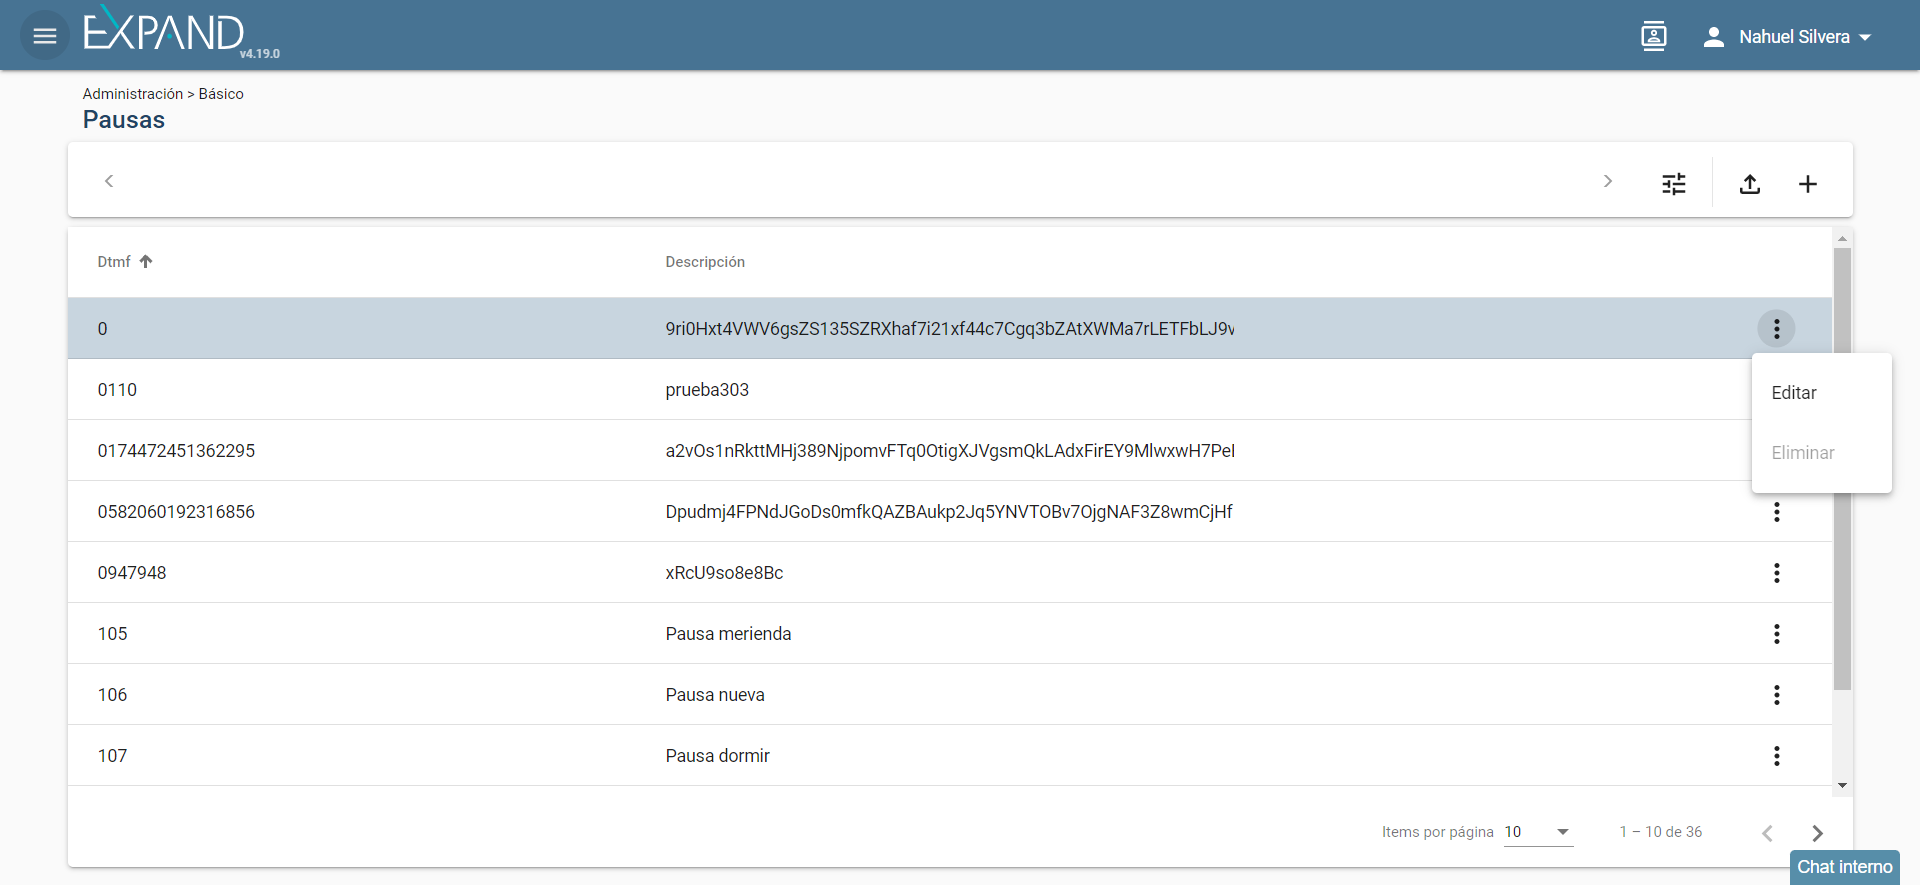 EXPAND
v4.19.0
Nahuel Silvera
Administración > Básico
Pausas
Dtmf Descripción
0 9ri0Hxt4VWV6gsZS135SZRXhaf7i21xf44c7Cgq3bZAtXWMa7rLETFbLJ9v
0110 prueba303
Editar
0174472451362295 a2vOs1nRkttMHj389NjpomvFTq0OtigXJVgsmQkLAdxFirEY9MlwxwH7Pel
Eliminar
0582060192316856 Dpudmj4FPNdJGoDs0mfkQAZBAukp2Jq5YNVTOBv7OjgNAF3Z8wmCjHf
0947948 xRcU9so8e8Bc
105 Pausa merienda
106 Pausa nueva
107 Pausa dormir
Items por página 10 1 – 10 de 36
Chat interno